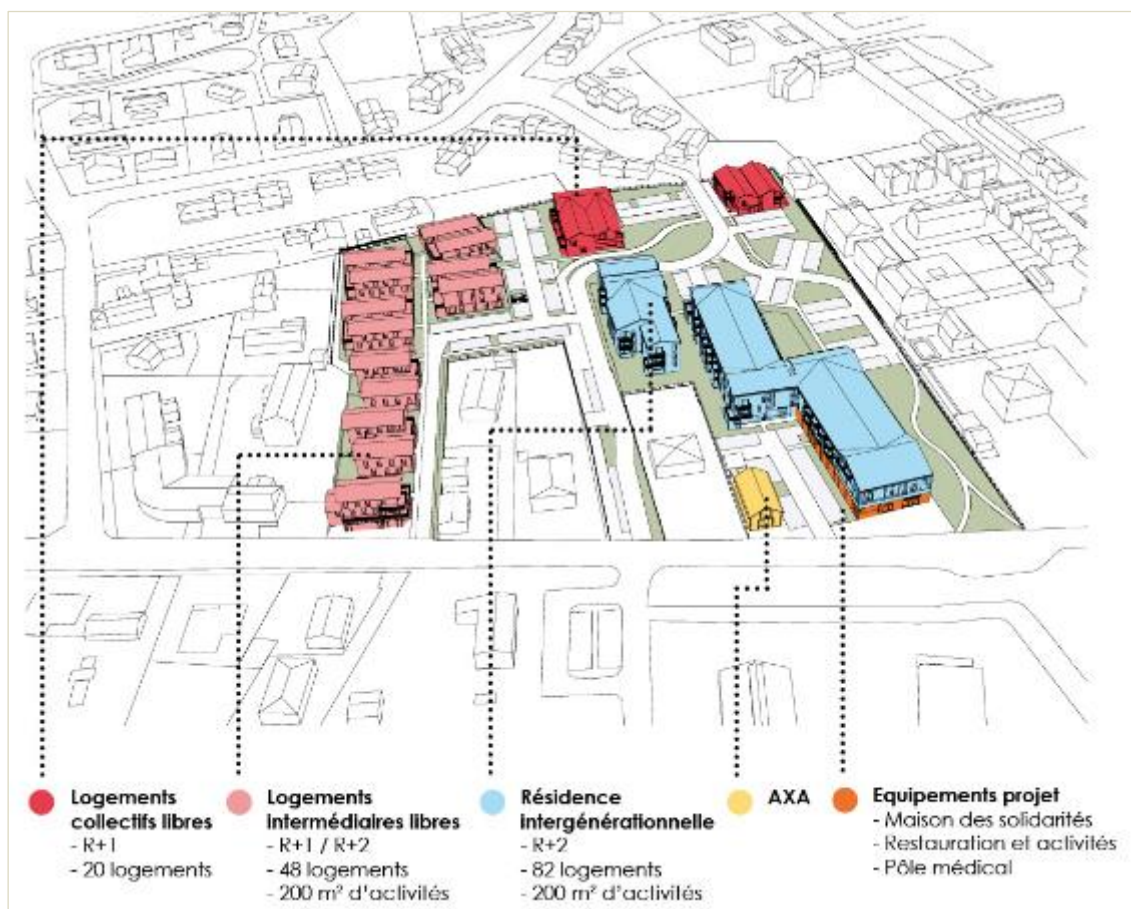 Logements
collectifs libres
- R+1
- 20 logements
Logements
intermédiaires libres
- R+1 / R+2
- 48 logements
- 200 m² d'activités
Résidence
intergénérationnelle
- R+2
- 82 logements
- 200 m² d'activités
AXA
Equipements projet
- Maison des solidarités
- Restauration et activités
- Pôle médical